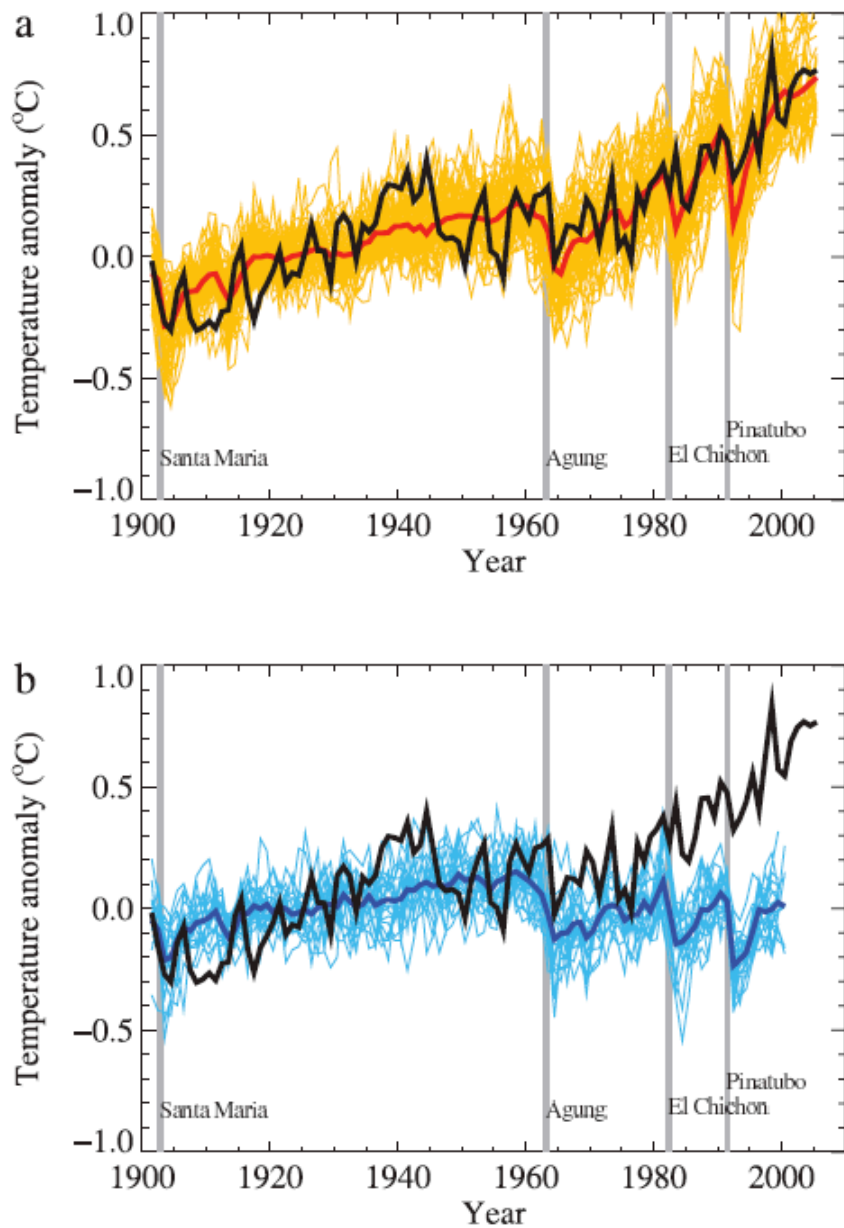 a
Temperature anomaly (°C)
1.0
0.5
0.0
−0.5
−1.0
Santa Maria
Agung
El Chichon
Pinatubo
1900 1920 1940 1960 1980 2000
Year
b
Temperature anomaly (°C)
1.0
0.5
0.0
−0.5
−1.0
Santa Maria
Agung
El Chichon
Pinatubo
1900 1920 1940 1960 1980 2000
Year